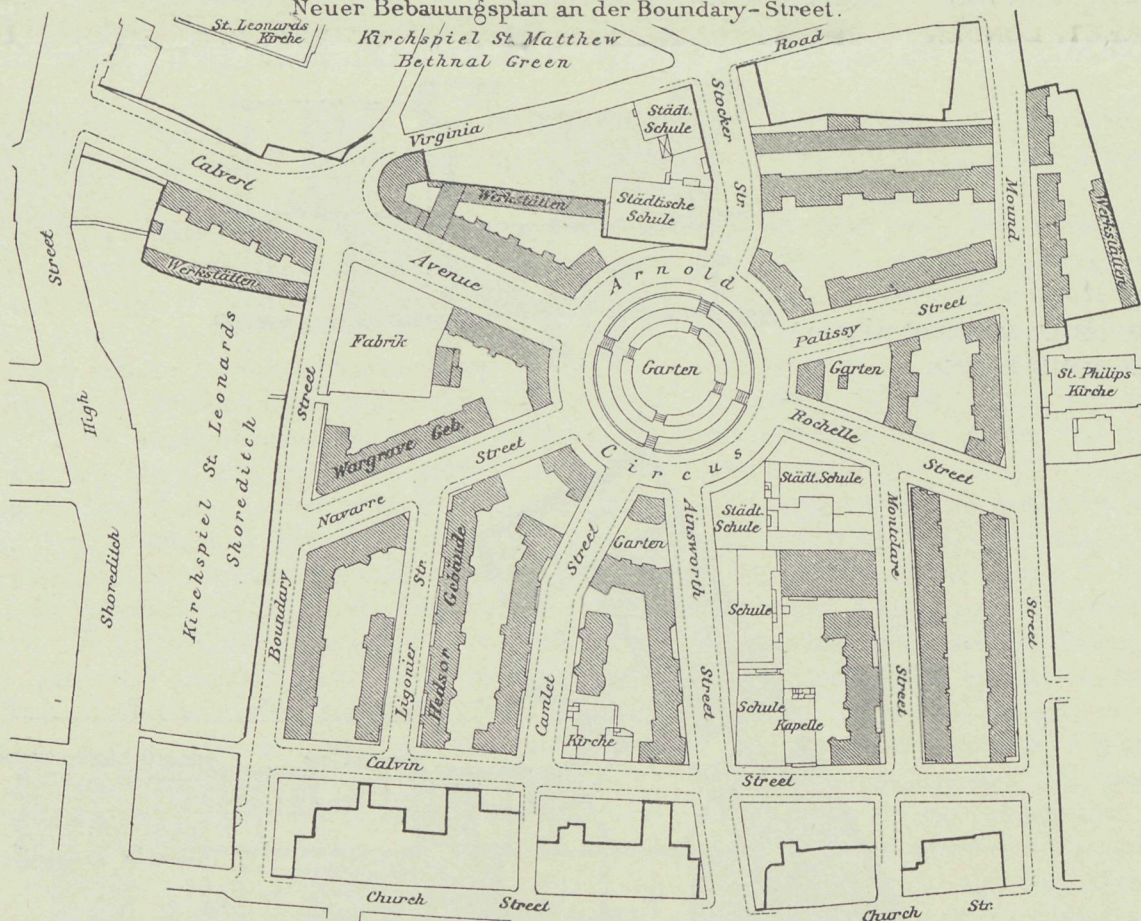 Neuer Bebauungsplan an der Boundary-Street.
St. Leonards
Kirche
Kirchspiel St. Matthew
Bethnal Green
Road
Virginia
Städt.
Schule
Stocker
Str.
Calvert
Avenue
Werkstätten
Städtische
Schule
Mound
Street
Werkstätten
Street
High
Shoreditch
Werkstätten
Arnold
Circus
Garten
Palissy
Street
Fabrik
Garten
St. Philips
Kirche
Kirchspiel St. Leonards
Shoreditch
Boundary
Street
Wargrave Geb.
Navarre
Street
Rochelle
Street
Städt. Schule
Städt.
Schule
Montclare
Street
Garten
Ainsworth
Street
Camlet
Street
Hedsor Gebäude
Ligonier
Str.
Schule
Schule
Kapelle
Kirche
Calvin
Street
Church
Street
Church
Str.